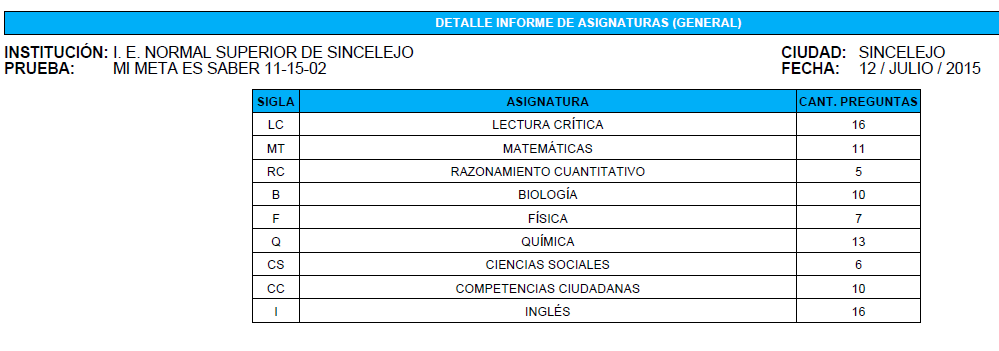 DETALLE INFORME DE ASIGNATURAS (GENERAL)
INSTITUCIÓN: I. E. NORMAL SUPERIOR DE SINCELEJO CIUDAD: SINCELEJO
PRUEBA: MI META ES SABER 11-15-02 FECHA: 12 / JULIO / 2015
SIGLA ASIGNATURA CANT. PREGUNTAS
LC LECTURA CRÍTICA 16
MT MATEMÁTICAS 11
RC RAZONAMIENTO CUANTITATIVO 5
B BIOLOGÍA 10
F FÍSICA 7
Q QUÍMICA 13
CS CIENCIAS SOCIALES 6
CC COMPETENCIAS CIUDADANAS 10
I INGLÉS 16